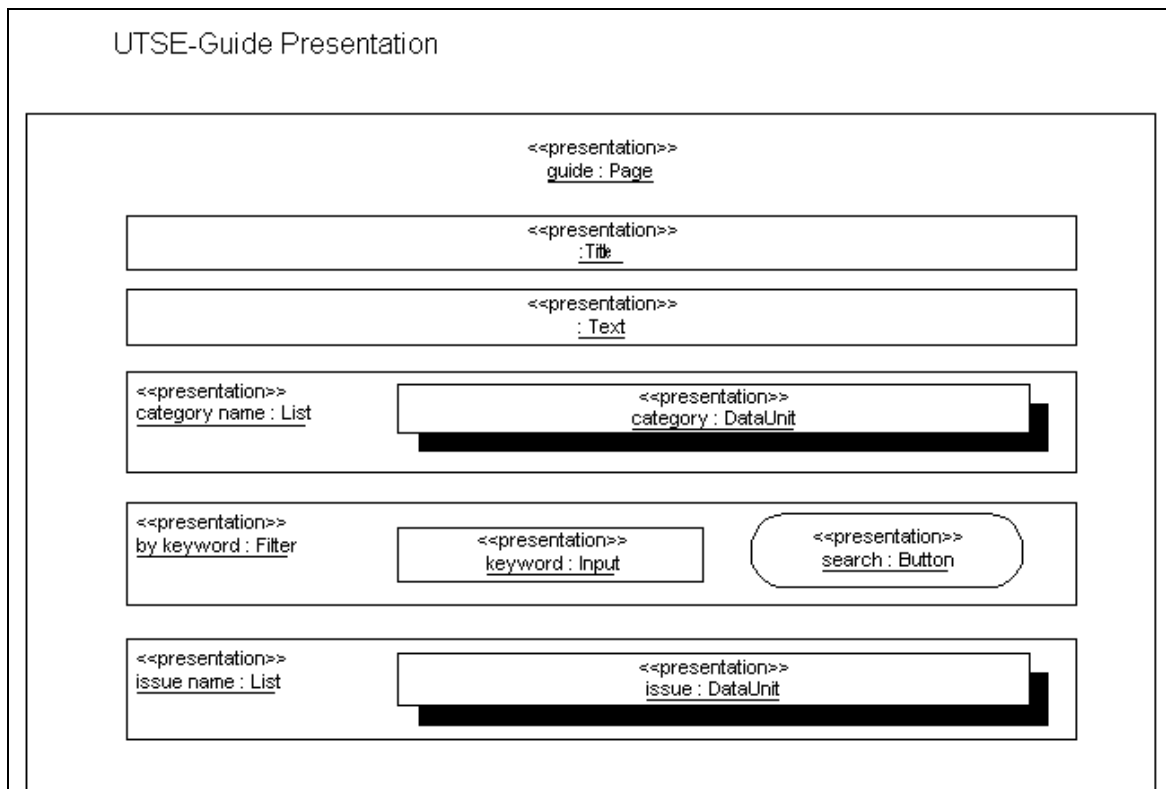 UTSE-Guide Presentation
<<presentation>>
guide : Page
<<presentation>>
: Title
<<presentation>>
: Text
<<presentation>>
category name : List
<<presentation>>
category : DataUnit
<<presentation>>
by keyword : Filter
<<presentation>>
keyword : Input
<<presentation>>
search : Button
<<presentation>>
issue name : List
<<presentation>>
issue : DataUnit